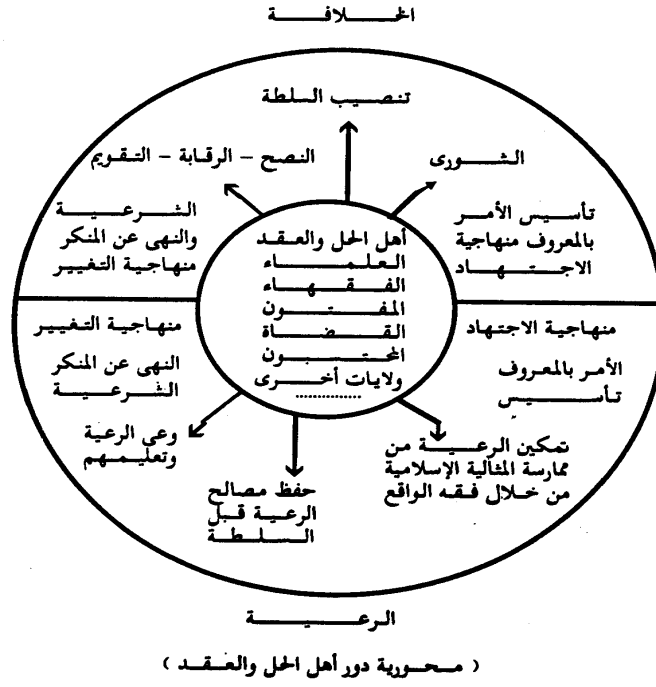 الخلافة
تنصيب السلطة
الشورى
النصح - الرقابة - التقويم
تأسيس الأمر
بالمعروف منهاجية
الاجتهاد
الشرعية
والنهى عن المنكر
منهاجية التغيير
أهل الحل والعقد
العلماء
الفقهاء
المفتون
القضاة
المحتسبون
ولايات أخرى
..............
منهاجية الاجتهاد
الأمر بالمعروف
تأسيس
منهاجية التغيير
النهى عن المنكر
الشرعية
تمكين الرعية من
ممارسة المثالية الإسلامية
من خلال فقه الواقع
حفظ مصالح
الرعية قبل
السلطة
وعى الرعية
وتعليمهم
الرعية
( محورية دور أهل الحل والعقد )